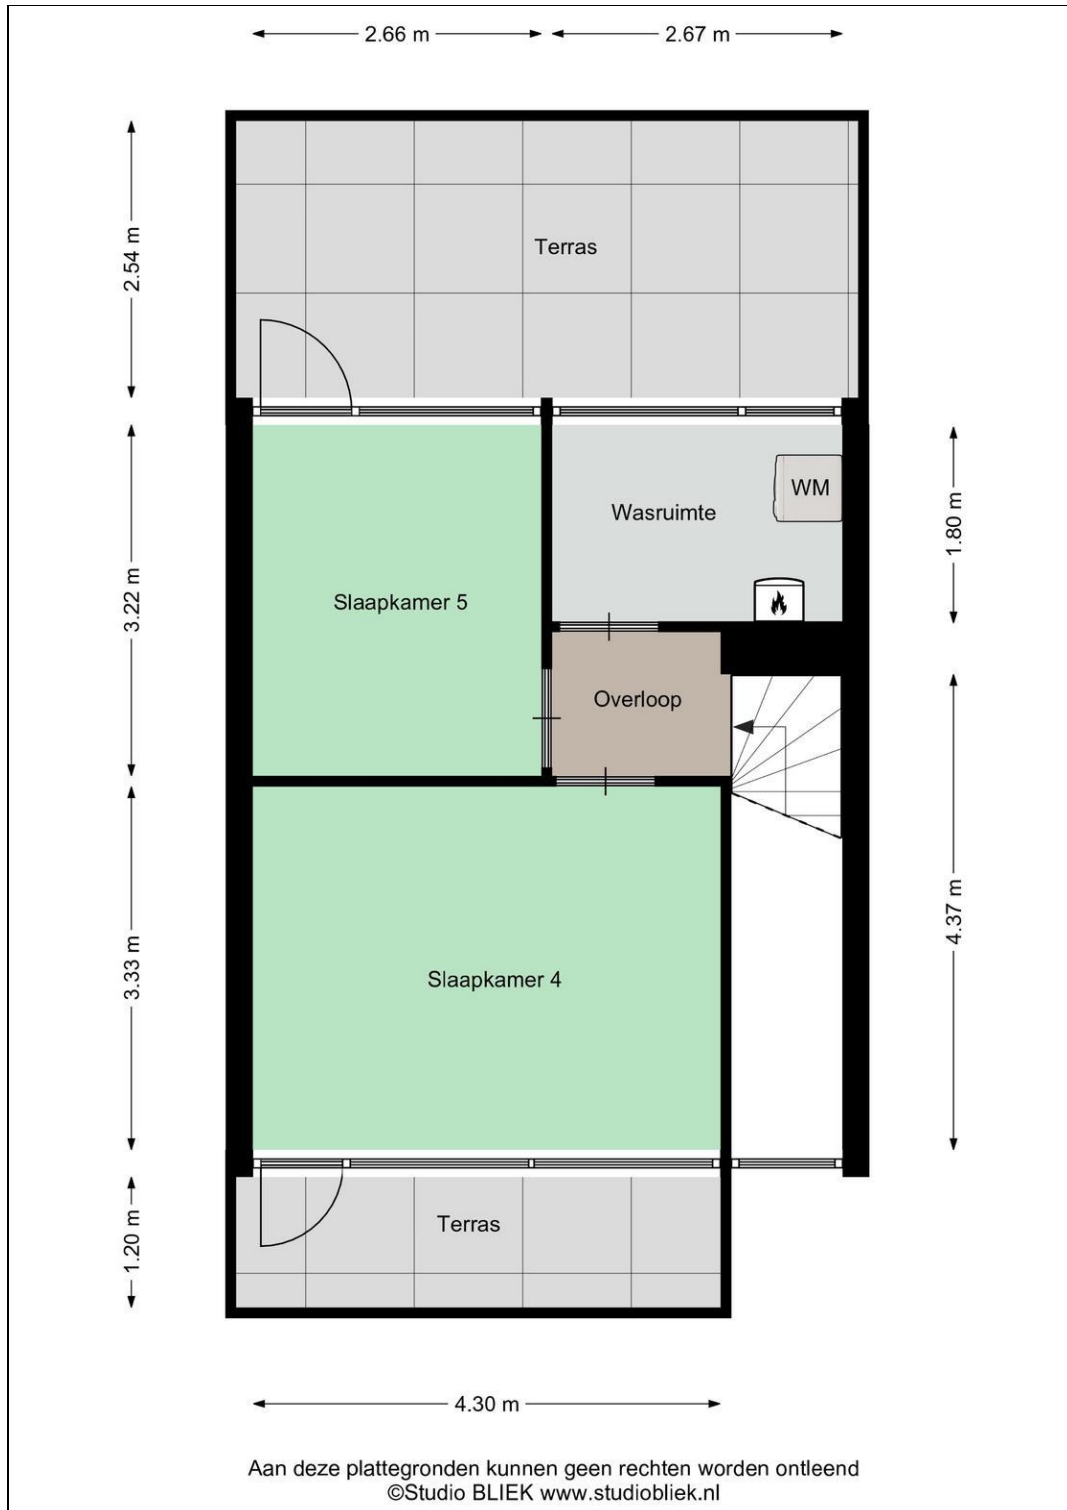 2.66 m
2.67 m
2.54 m
Terras
WM
Wasruimte
1.80 m
3.22 m
Slaapkamer 5
Overloop
4.37 m
3.33 m
Slaapkamer 4
1.20 m
Terras
4.30 m
Aan deze plattegronden kunnen geen rechten worden ontleend
©Studio BLIEK www.studiobliek.nl